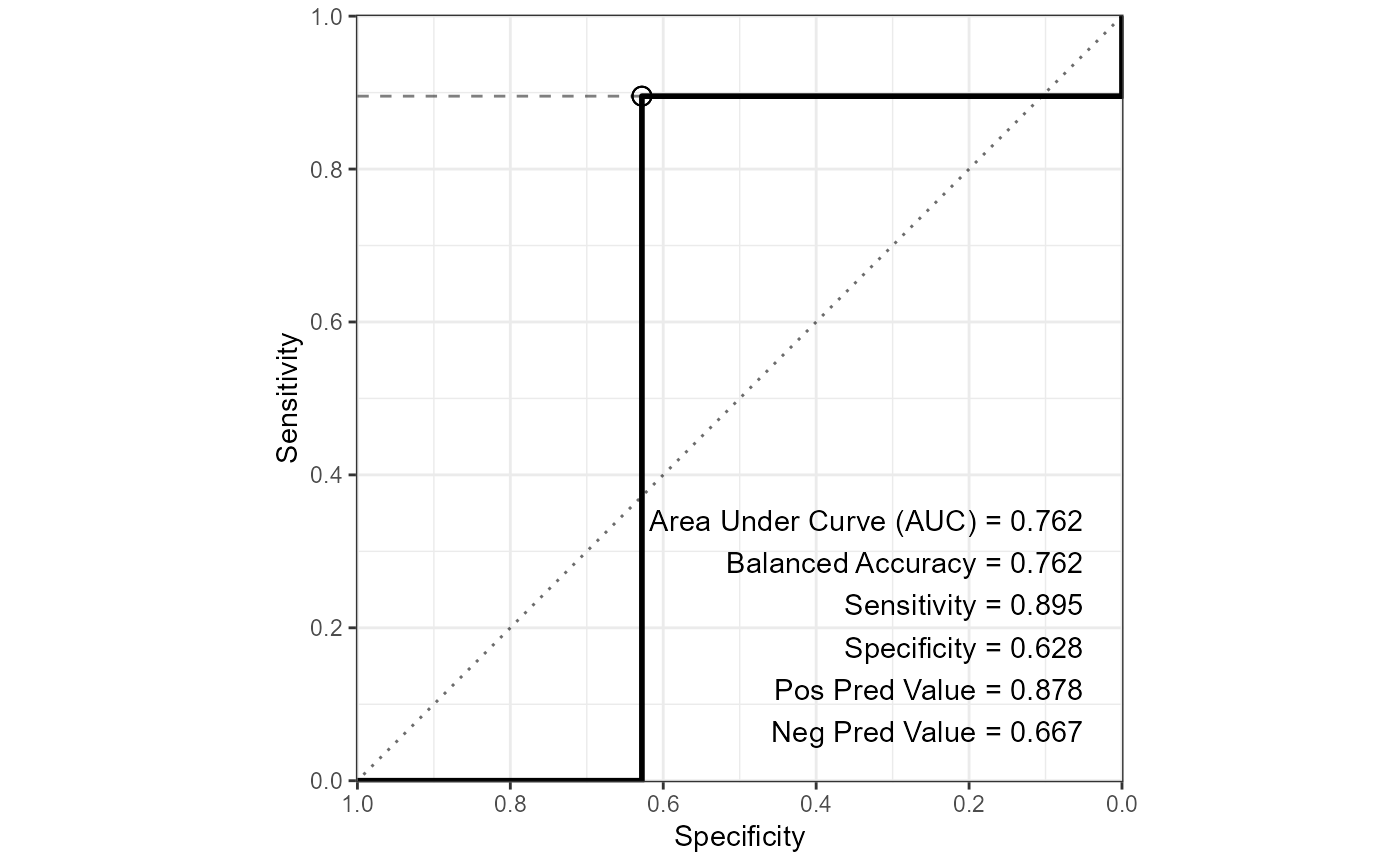 1.0
0.8
0.6
0.4
0.2
0.0
Sensitivity
Area Under Curve (AUC) = 0.762
Balanced Accuracy = 0.762
Sensitivity = 0.895
Specificity = 0.628
Pos Pred Value = 0.878
Neg Pred Value = 0.667
1.0 0.8 0.6 0.4 0.2 0.0
Specificity